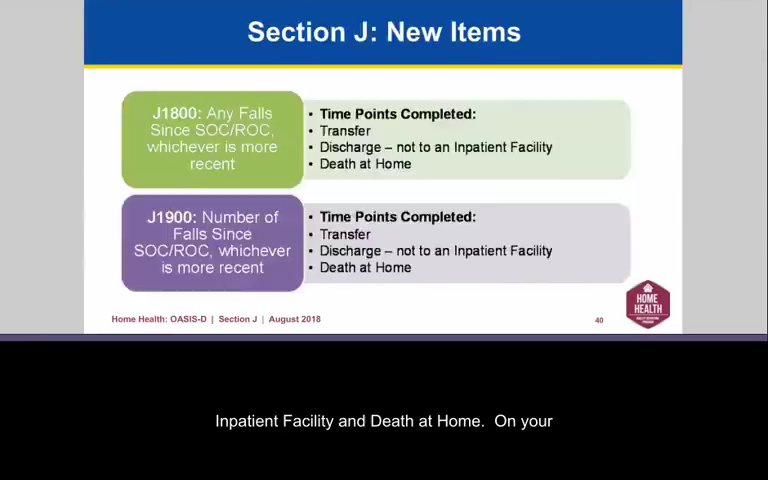 Section J: New Items
J1800: Any Falls
Since SOC/ROC,
whichever is more
recent
• Time Points Completed:
• Transfer
• Discharge – not to an Inpatient Facility
• Death at Home
J1900: Number of
Falls Since
SOC/ROC, whichever
is more recent
• Time Points Completed:
• Transfer
• Discharge – not to an Inpatient Facility
• Death at Home
Home Health: OASIS-D | Section J | August 2018
40
HOME
HEALTH
Inpatient Facility and Death at Home.  On your